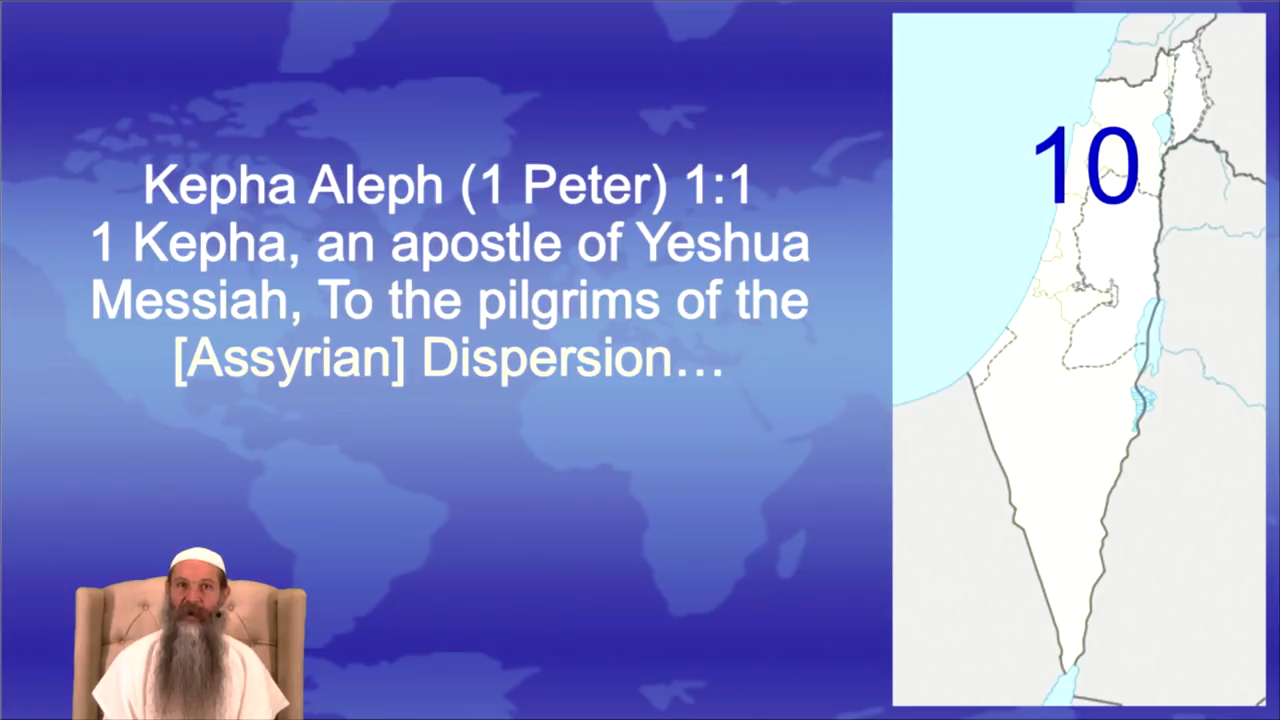 Kepha Aleph (1 Peter) 1:1
1 Kepha, an apostle of Yeshua
Messiah, To the pilgrims of the
[Assyrian] Dispersion…
10